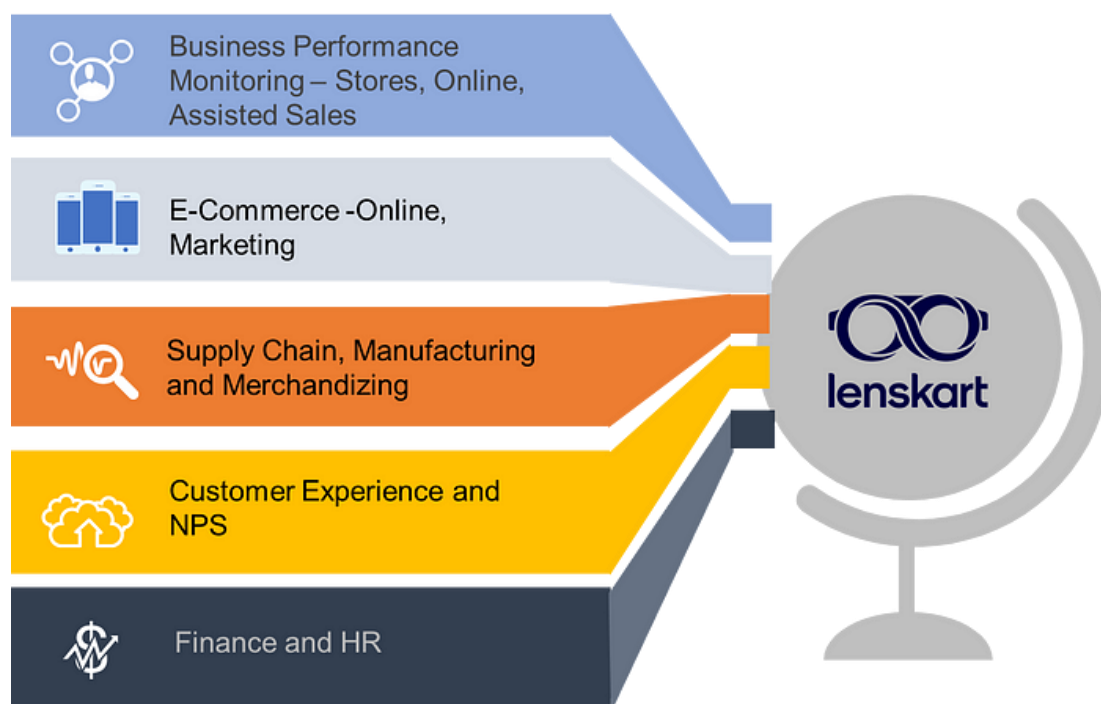 Business Performance
Monitoring – Stores, Online,
Assisted Sales
E-Commerce -Online,
Marketing
Supply Chain, Manufacturing
and Merchandizing
Customer Experience and
NPS
Finance and HR
lenskart